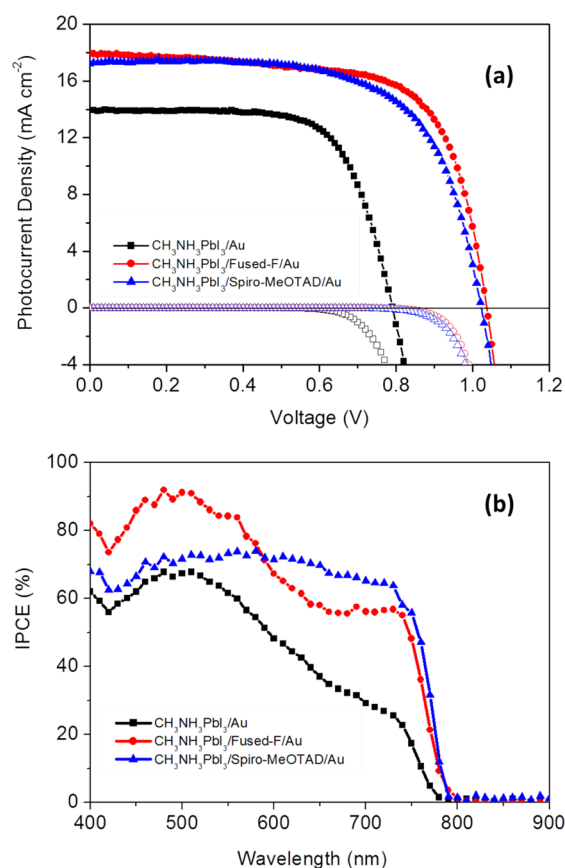 20
16
12
8
4
0
-4
Photocurrent Density (mA cm⁻²)
(a)
CH₃NH₃PbI₃/Au
CH₃NH₃PbI₃/Fused-F/Au
CH₃NH₃PbI₃/Spiro-MeOTAD/Au
0.0 0.2 0.4 0.6 0.8 1.0 1.2
Voltage (V)
100
80
60
40
20
0
IPCE (%)
(b)
CH₃NH₃PbI₃/Au
CH₃NH₃PbI₃/Fused-F/Au
CH₃NH₃PbI₃/Spiro-MeOTAD/Au
400 500 600 700 800 900
Wavelength (nm)